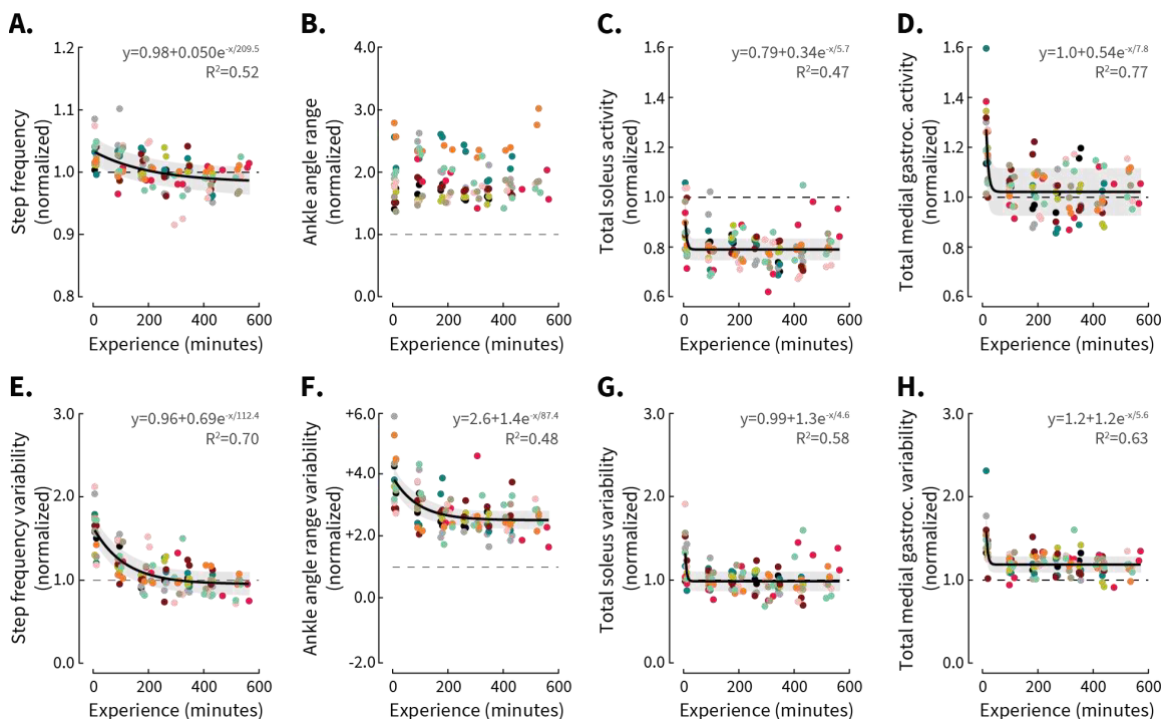 A.
Step frequency
(normalized)
1.2
1.1
1.0
0.9
0.8
y=0.98+0.050e^-x/209.5
R²=0.52
0 200 400 600
Experience (minutes)
B.
Ankle angle range
(normalized)
4.0
3.0
2.0
1.0
0.0
0 200 400 600
Experience (minutes)
C.
Total soleus activity
(normalized)
1.6
1.4
1.2
1.0
0.8
0.6
y=0.79+0.34e^-x/5.7
R²=0.47
0 200 400 600
Experience (minutes)
D.
Total medial gastroc. activity
(normalized)
1.6
1.4
1.2
1.0
0.8
0.6
y=1.0+0.54e^-x/7.8
R²=0.77
0 200 400 600
Experience (minutes)
E.
Step frequency variability
(normalized)
3.0
2.0
1.0
0.0
y=0.96+0.69e^-x/112.4
R²=0.70
0 200 400 600
Experience (minutes)
F.
Ankle angle range variability
(normalized)
+6.0
+4.0
+2.0
0.0
-2.0
y=2.6+1.4e^-x/87.4
R²=0.48
0 200 400 600
Experience (minutes)
G.
Total soleus variability
(normalized)
3.0
2.0
1.0
0.0
y=0.99+1.3e^-x/4.6
R²=0.58
0 200 400 600
Experience (minutes)
H.
Total medial gastroc. variability
(normalized)
3.0
2.0
1.0
0.0
y=1.2+1.2e^-x/5.6
R²=0.63
0 200 400 600
Experience (minutes)